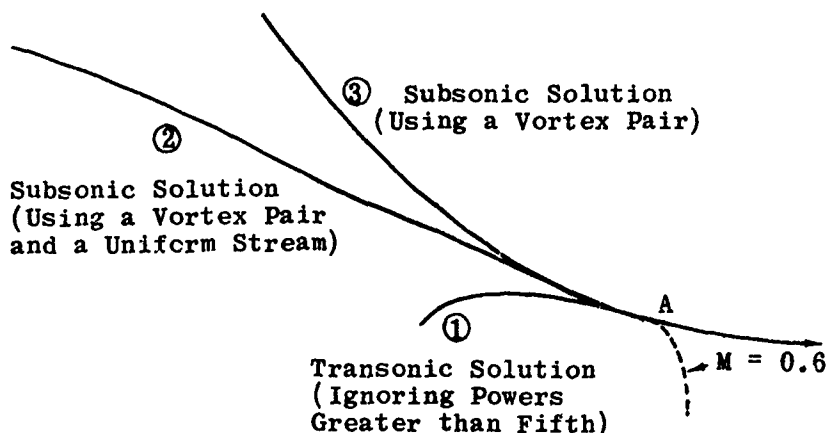 ③ Subsonic Solution
(Using a Vortex Pair)
②
Subsonic Solution
(Using a Vortex Pair
and a Uniform Stream)
A
①
M = 0.6
Transonic Solution
(Ignoring Powers
Greater than Fifth)